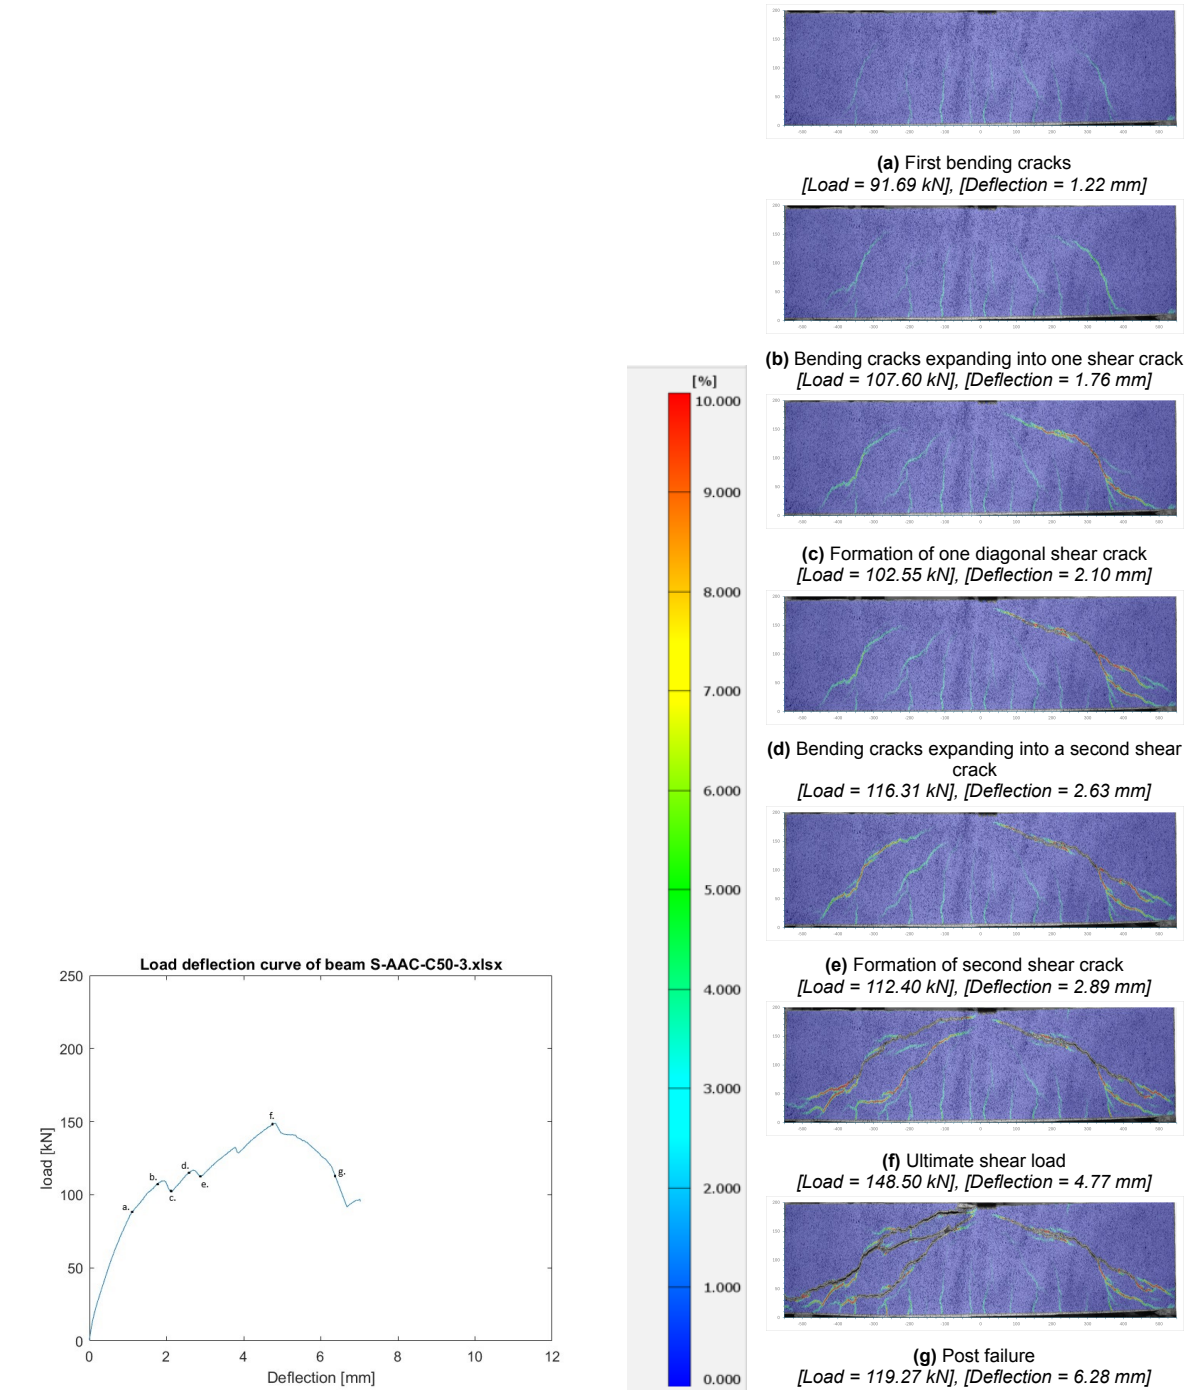 (a) First bending cracks
[Load = 91.69 kN], [Deflection = 1.22 mm]
(b) Bending cracks expanding into one shear crack
[Load = 107.60 kN], [Deflection = 1.76 mm]
(c) Formation of one diagonal shear crack
[Load = 102.55 kN], [Deflection = 2.10 mm]
(d) Bending cracks expanding into a second shear
crack
[Load = 116.31 kN], [Deflection = 2.63 mm]
(e) Formation of second shear crack
[Load = 112.40 kN], [Deflection = 2.89 mm]
(f) Ultimate shear load
[Load = 148.50 kN], [Deflection = 4.77 mm]
(g) Post failure
[Load = 119.27 kN], [Deflection = 6.28 mm]
[%]
10.000
9.000
8.000
7.000
6.000
5.000
4.000
3.000
2.000
1.000
0.000
Load deflection curve of beam S-AAC-C50-3.xlsx
load [kN]
250
200
150
100
50
0
a.
b.
c.
d.
e.
f.
g.
0 2 4 6 8 10 12
Deflection [mm]